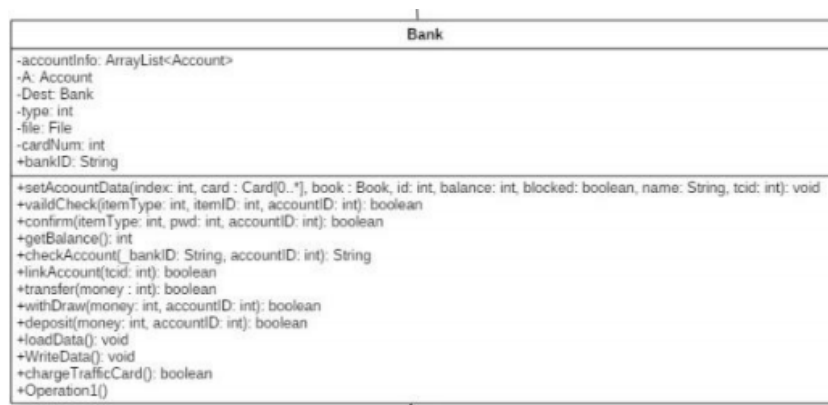 Bank
-accountInfo: ArrayList<Account>
-A: Account
-Dest: Bank
-type: int
-file: File
-cardNum: int
+bankID: String
+setAcoountData(index: int, card : Card[0..*], book : Book, id: int, balance: int, blocked: boolean, name: String, tcid: int): void
+vaildCheck(itemType: int, itemID: int, accountID: int): boolean
+confirm(itemType: int, pwd: int, accountID: int): boolean
+getBalance(): int
+checkAccount(_bankID: String, accountID: int): String
+linkAccount(tcid: int): boolean
+transfer(money : int): boolean
+withDraw(money: int, accountID: int): boolean
+deposit(money: int, accountID: int): boolean
+loadData(): void
+WriteData(): void
+chargeTrafficCard(): boolean
+Operation1()